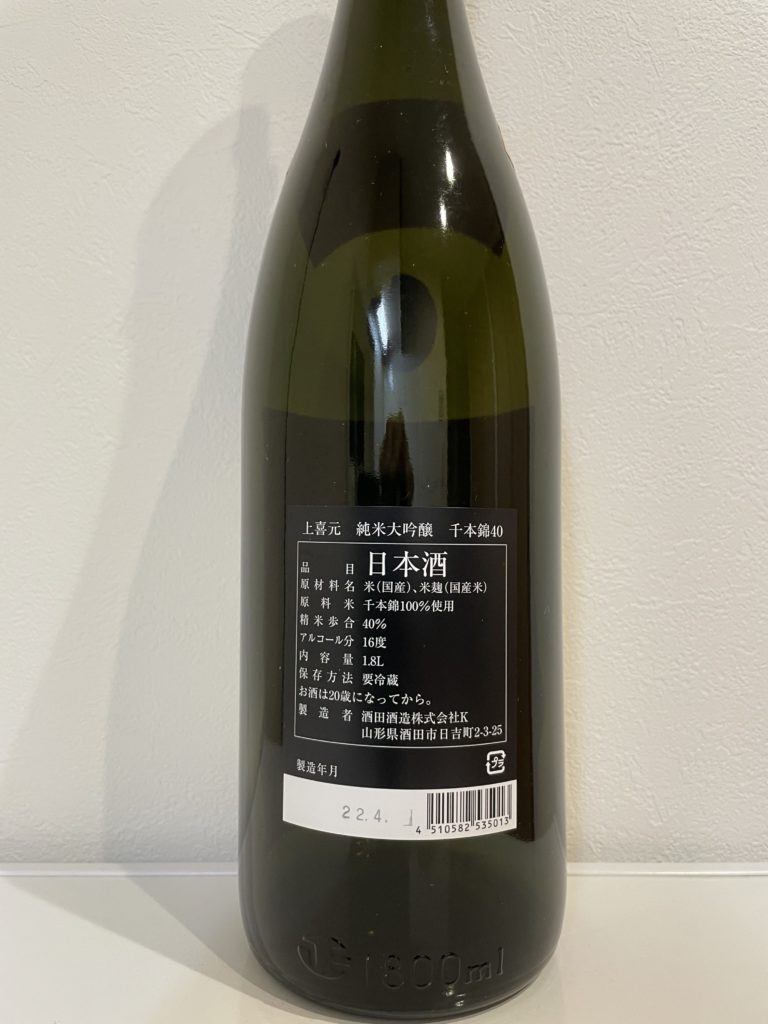 上喜元　純米大吟醸　千本錦40
品目 日本酒
原材料名 米(国産)、米麹(国産米)
原料米 千本錦100%使用
精米歩合 40%
アルコール分 16度
内容量 1.8L
保存方法 要冷蔵
お酒は20歳になってから。
製造者 酒田酒造株式会社K
山形県酒田市日吉町2-3-25
製造年月
プラ
22.4.
4 510582 535013
1800ml